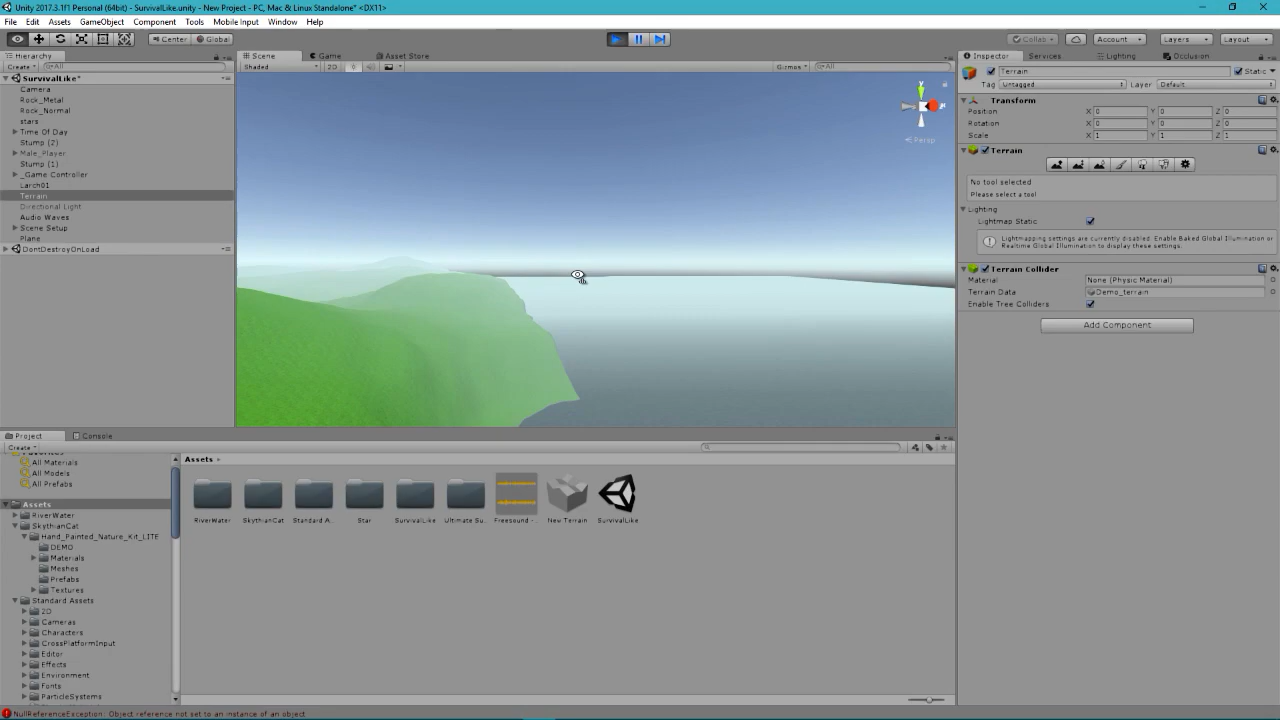 Unity 2017.3.1f1 Personal (64bit) - SurvivalLike.unity - New Project - PC, Mac & Linux Standalone* <DX11>
File Edit Assets GameObject Component Tools Mobile Input Window Help
Center Global Collab Account Layers Layout
Hierarchy
Create All
SurvivalLike*
Camera
Rock_Metal
Rock_Normal
stars
Time Of Day
Stump (2)
Male_Player
Stump (1)
_Game Controller
Larch01
Terrain
Directional Light
Audio Waves
Scene Setup
Plane
DontDestroyOnLoad
Scene Game Asset Store
Shaded 2D Gizmos All
y
x
Persp
Inspector Services Lighting Occlusion
Terrain Static
Tag Untagged Layer Default
Transform
Position X 0 Y 0 Z 0
Rotation X 0 Y 0 Z 0
Scale X 1 Y 1 Z 1
Terrain
No tool selected
Please select a tool
Lighting
Lightmap Static
Lightmapping settings are currently disabled. Enable Baked Global Illumination or
Realtime Global Illumination to display these settings.
Terrain Collider
Material None (Physic Material)
Terrain Data Demo_terrain
Enable Tree Colliders
Add Component
Project Console
Create
Favorites
All Materials
All Models
All Prefabs
Assets
RiverWater
SkythianCat
Hand_Painted_Nature_Kit_LITE
DEMO
Materials
Meshes
Prefabs
Textures
Standard Assets
2D
Cameras
Characters
CrossPlatformInput
Editor
Effects
Environment
Fonts
ParticleSystems
Assets
RiverWater SkythianCat Standard A... Star SurvivalLike Ultimate Su... Freesound -... New Terrain SurvivalLike
NullReferenceException: Object reference not set to an instance of an object